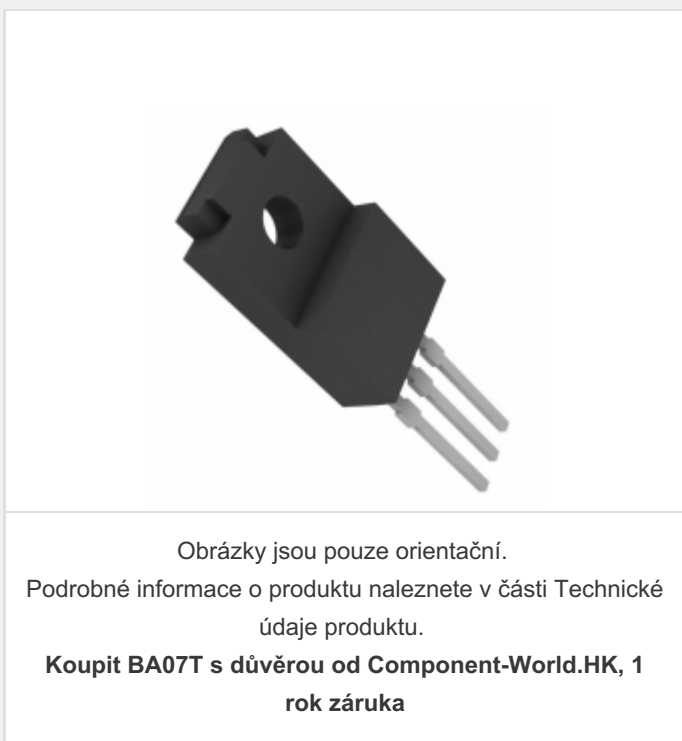 Obrázky jsou pouze orientační.
Podrobné informace o produktu naleznete v části Technické
údaje produktu.
Koupit BA07T s důvěrou od Component-World.HK, 1
rok záruka